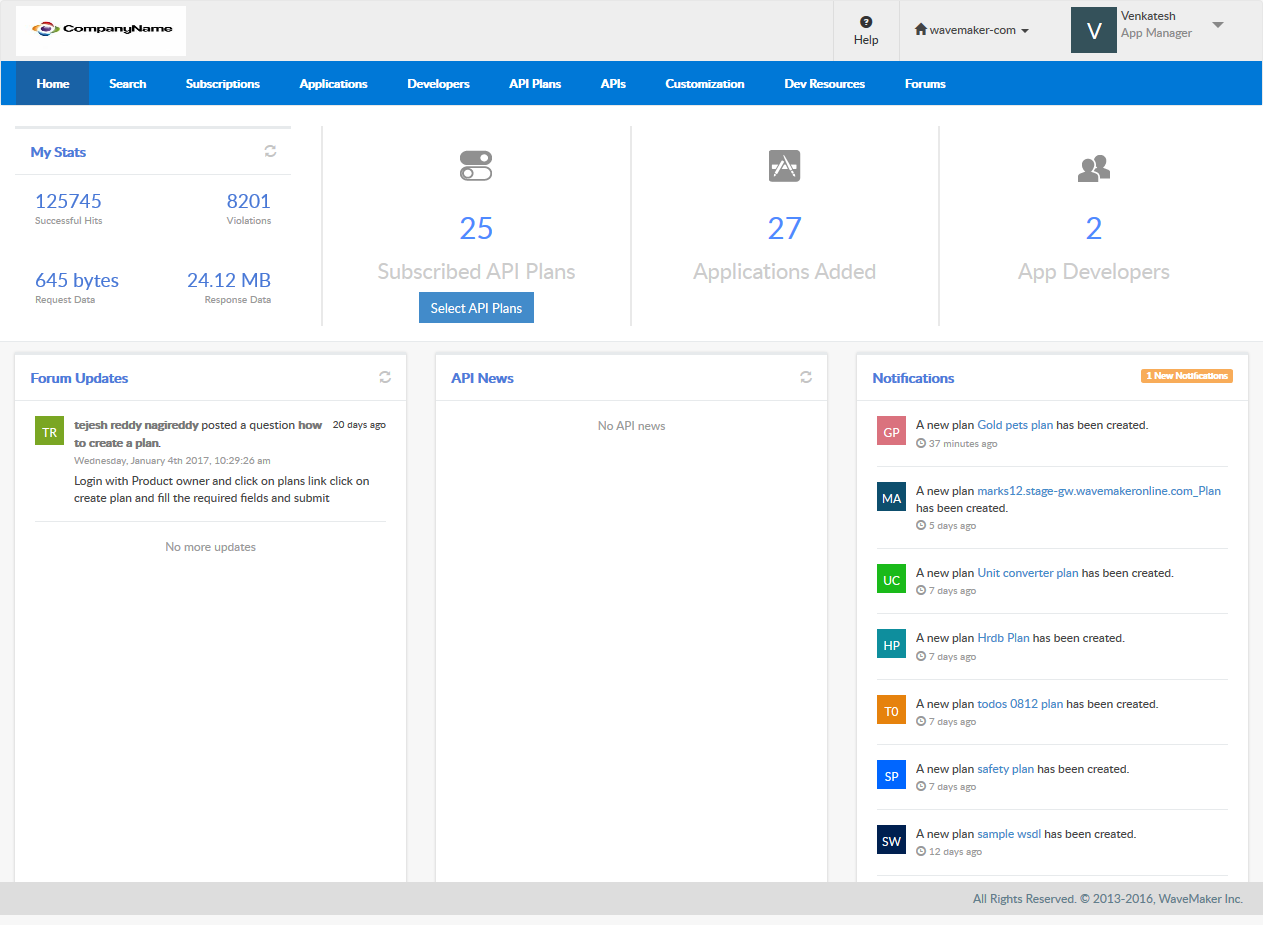 CompanyName
Help
wavemaker-com
V
Venkatesh
App Manager
Home Search Subscriptions Applications Developers API Plans APIs Customization Dev Resources Forums
My Stats
125745 8201
Successful Hits Violations
645 bytes 24.12 MB
Request Data Response Data
25
Subscribed API Plans
Select API Plans
27
Applications Added
2
App Developers
Forum Updates
TR
tejesh reddy nagireddy posted a question how 20 days ago
to create a plan.
Wednesday, January 4th 2017, 10:29:26 am
Login with Product owner and click on plans link click on
create plan and fill the required fields and submit
No more updates
API News
No API news
Notifications 1 New Notifications
GP
A new plan Gold pets plan has been created.
37 minutes ago
MA
A new plan marks12.stage-gw.wavemakeronline.com_Plan
has been created.
5 days ago
UC
A new plan Unit converter plan has been created.
7 days ago
HP
A new plan Hrdb Plan has been created.
7 days ago
T0
A new plan todos 0812 plan has been created.
7 days ago
SP
A new plan safety plan has been created.
7 days ago
SW
A new plan sample wsdl has been created.
12 days ago
All Rights Reserved. © 2013-2016, WaveMaker Inc.